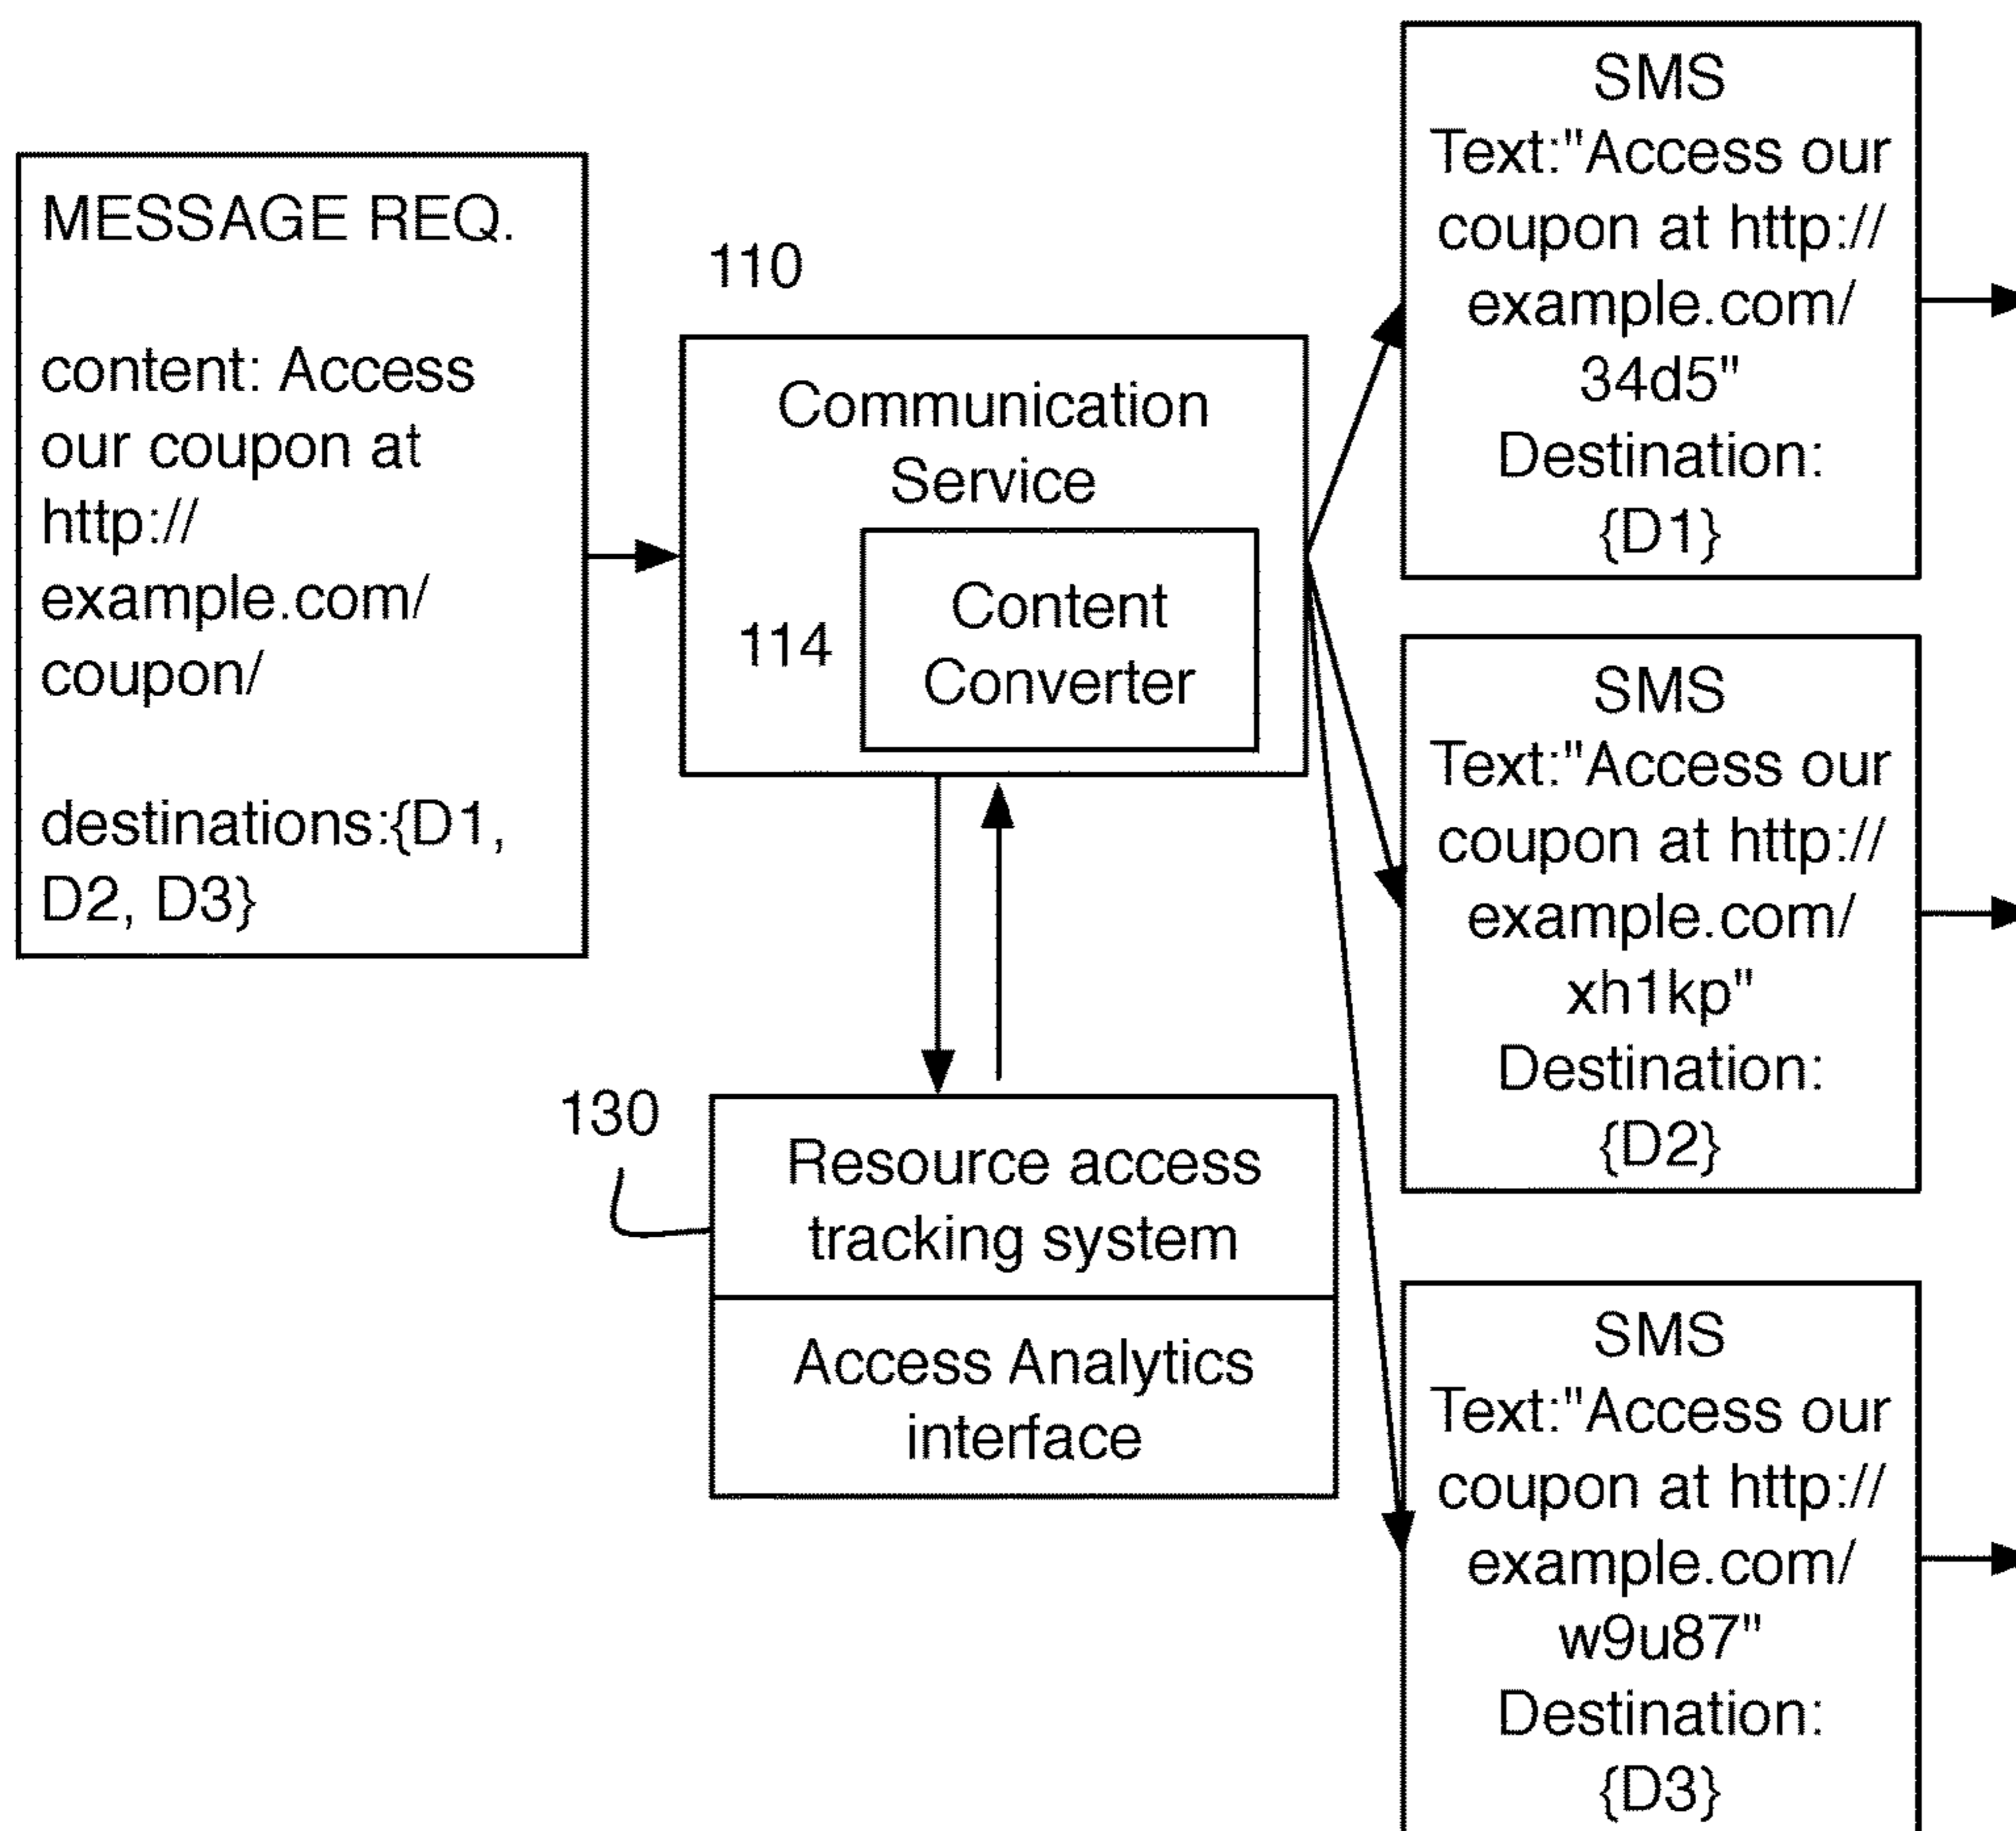 MESSAGE REQ.
content: Access
our coupon at
http://
example.com/
coupon/
destinations:{D1,
D2, D3}
110
Communication
Service
114
Content
Converter
130
Resource access
tracking system
Access Analytics
interface
SMS
Text:"Access our
coupon at http://
example.com/
34d5"
Destination:
{D1}
SMS
Text:"Access our
coupon at http://
example.com/
xh1kp"
Destination:
{D2}
SMS
Text:"Access our
coupon at http://
example.com/
w9u87"
Destination:
{D3}